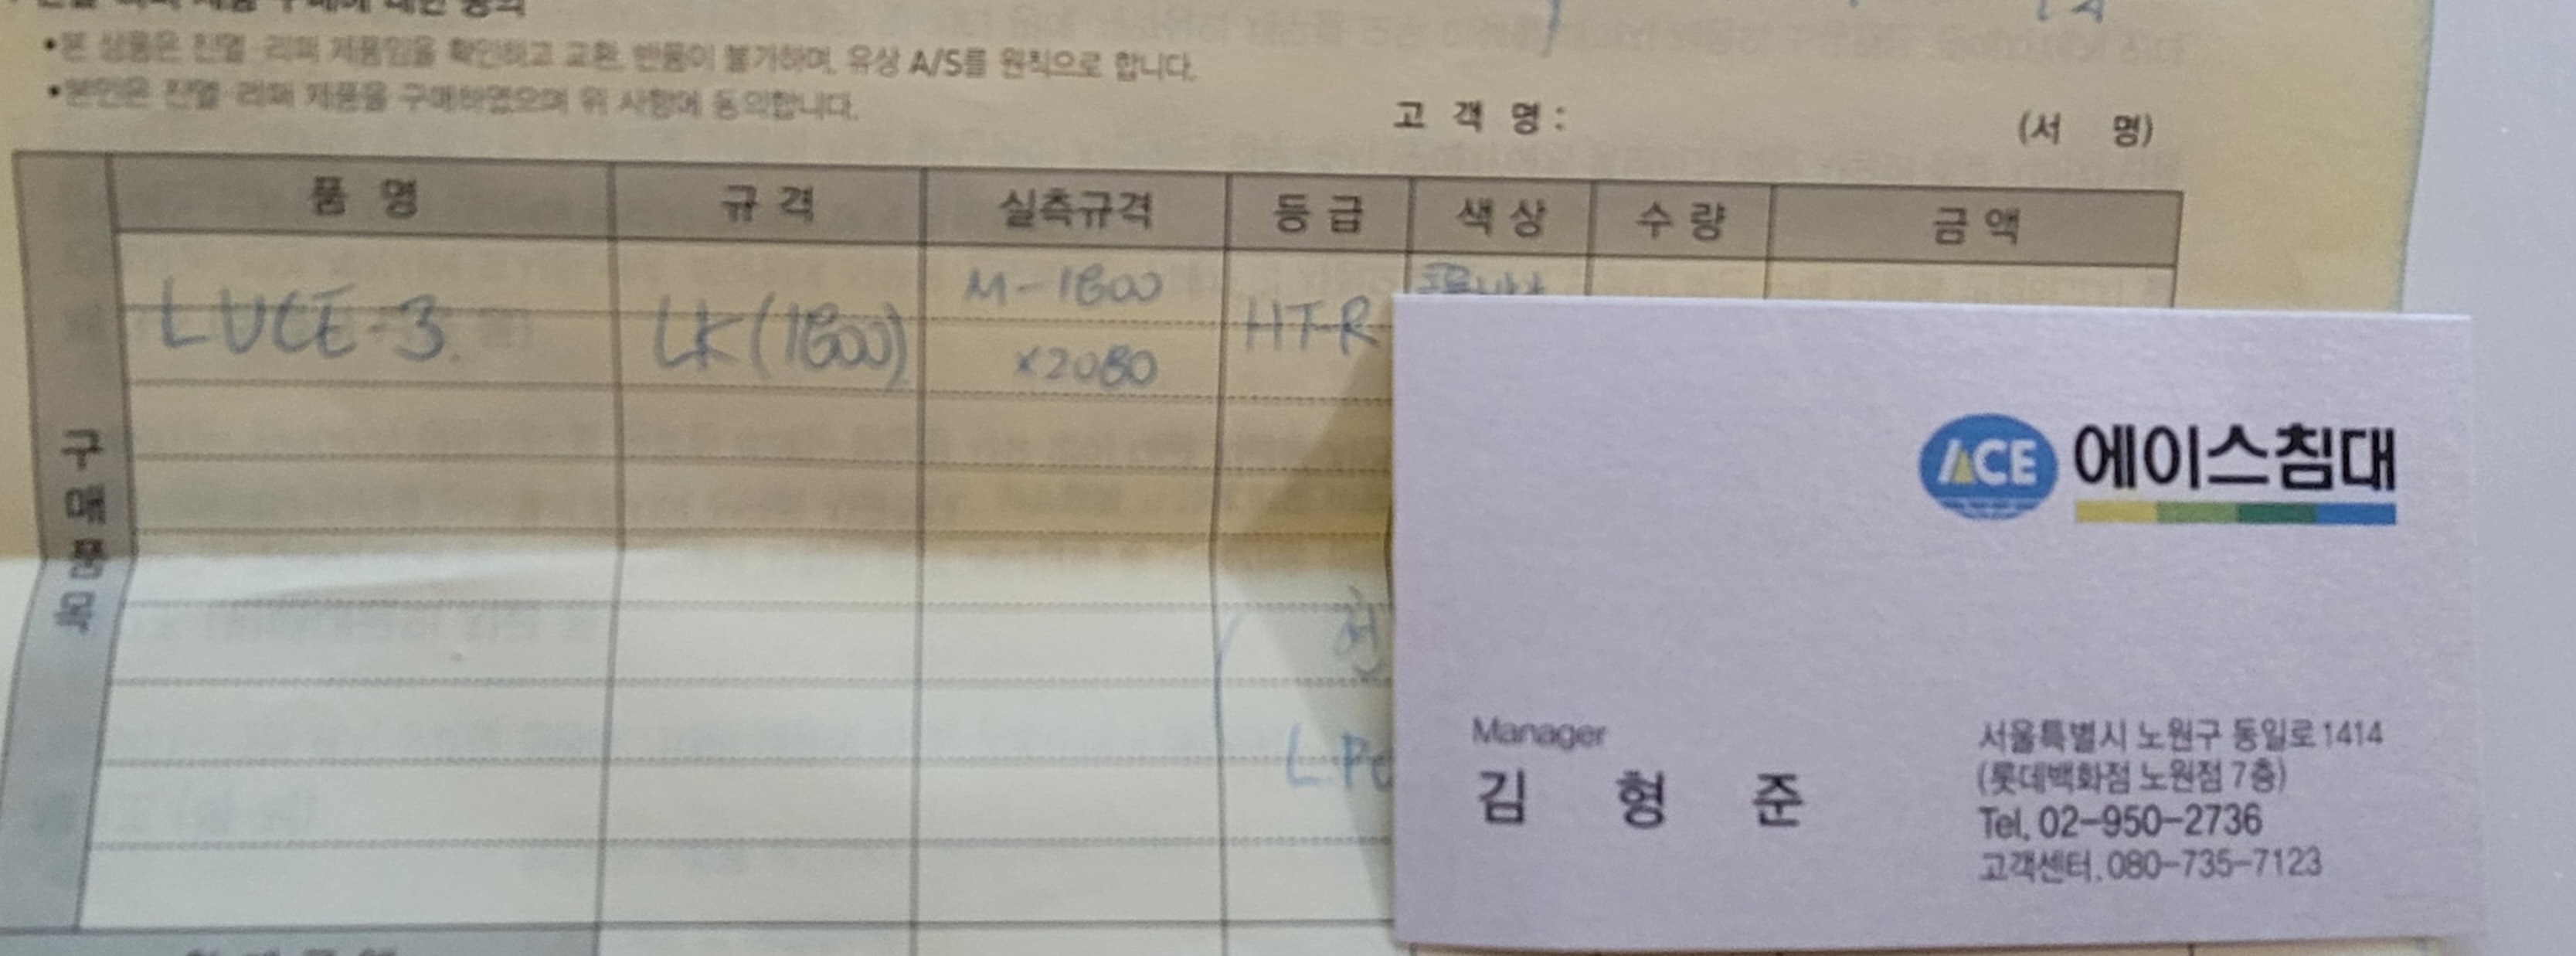 •본 상품은 진열·리퍼 제품임을 확인하고 교환, 반품이 불가하며, 유상 A/S를 원칙으로 합니다.
•본인은 진열·리퍼 제품을 구매하였으며 위 사항에 동의합니다.
고 객 명 : (서 명)
품 명 규 격 실측규격 등 급 색 상 수 량 금 액
구매품목
LUCE-3 LK(1600) M-1600 ×2080 HT-R
L.Pe
ACE 에이스침대
Manager
김 형 준
서울특별시 노원구 동일로 1414
(롯데백화점 노원점 7층)
Tel. 02-950-2736
고객센터. 080-735-7123